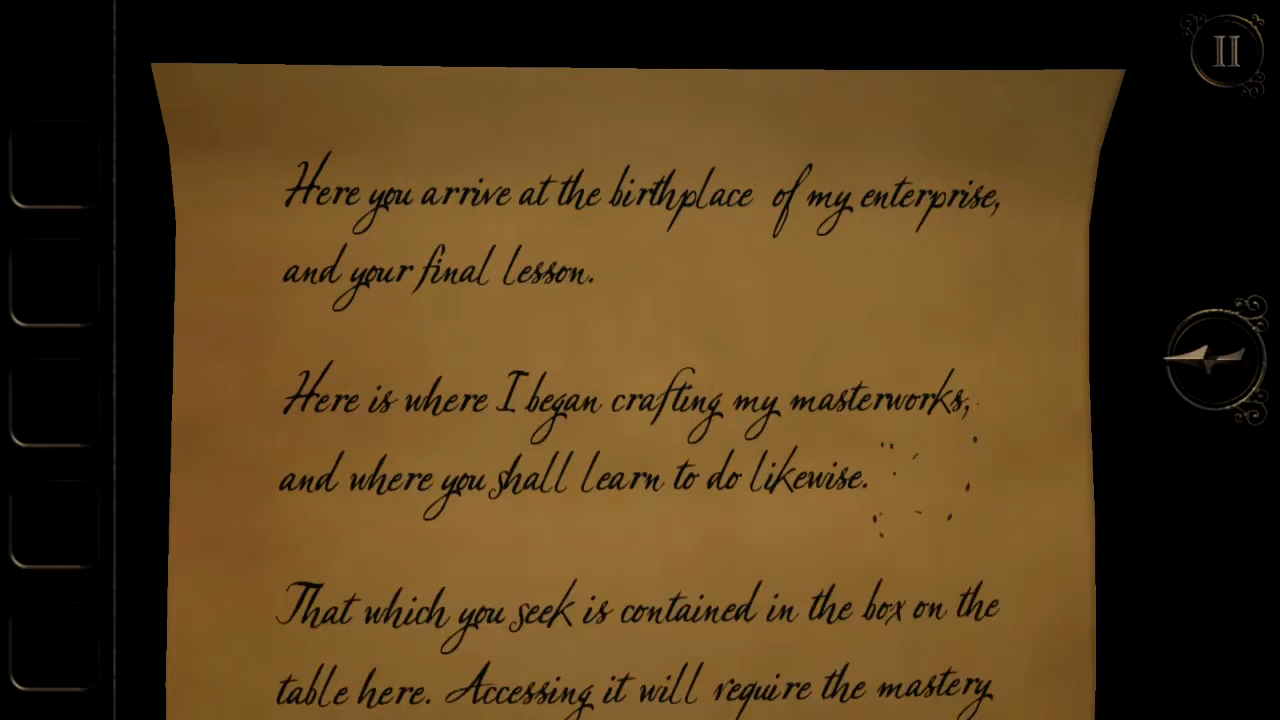 Here you arrive at the birthplace of my enterprise,
and your final lesson.
Here is where I began crafting my masterworks,
and where you shall learn to do likewise.
That which you seek is contained in the box on the
table here. Accessing it will require the mastery